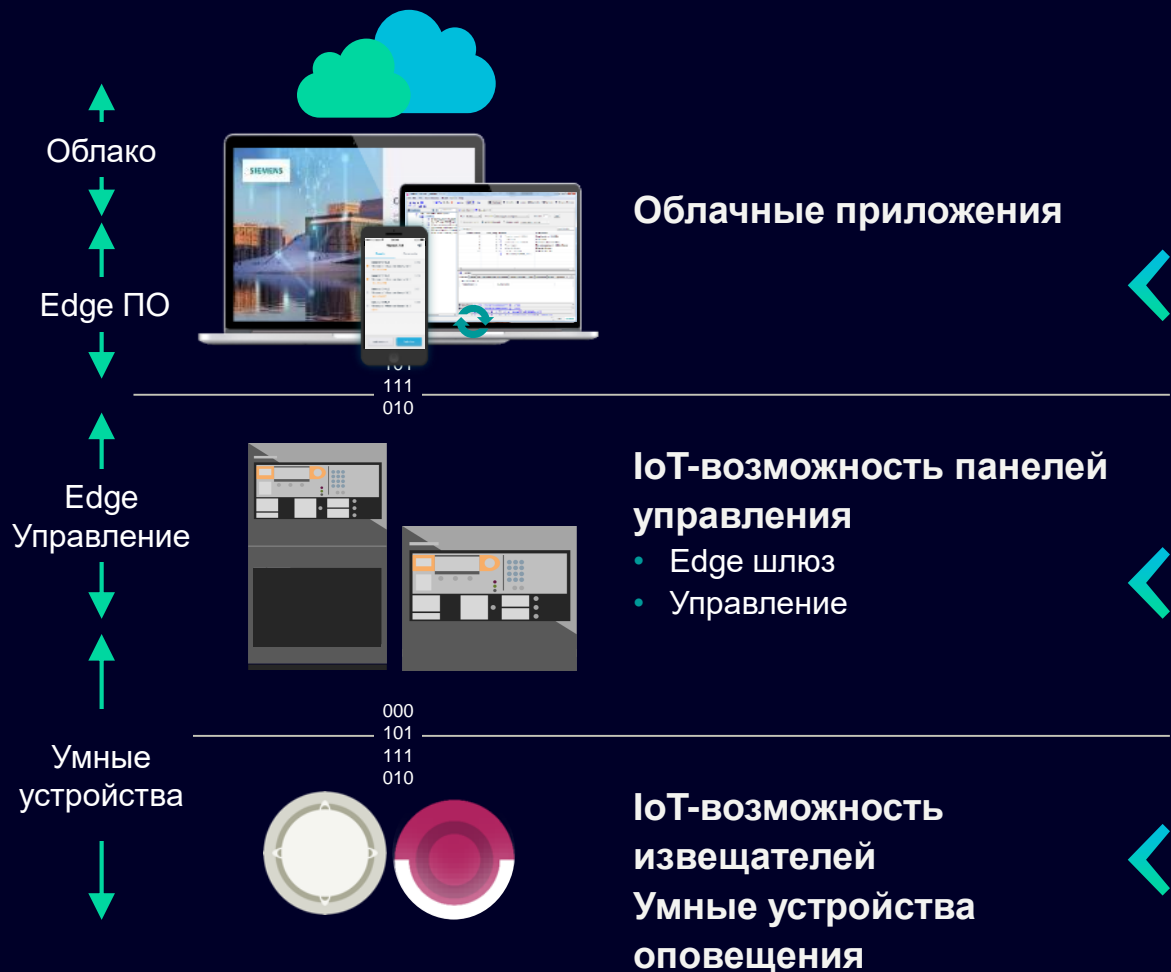 Облако
SIEMENS
Облачные приложения
Edge ПО
111
010
IoT-возможность панелей
управления
Edge
Управление
• Edge шлюз
• Управление
000
101
111
010
Умные
устройства
IoT-возможность
извещателей
Умные устройства
оповещения